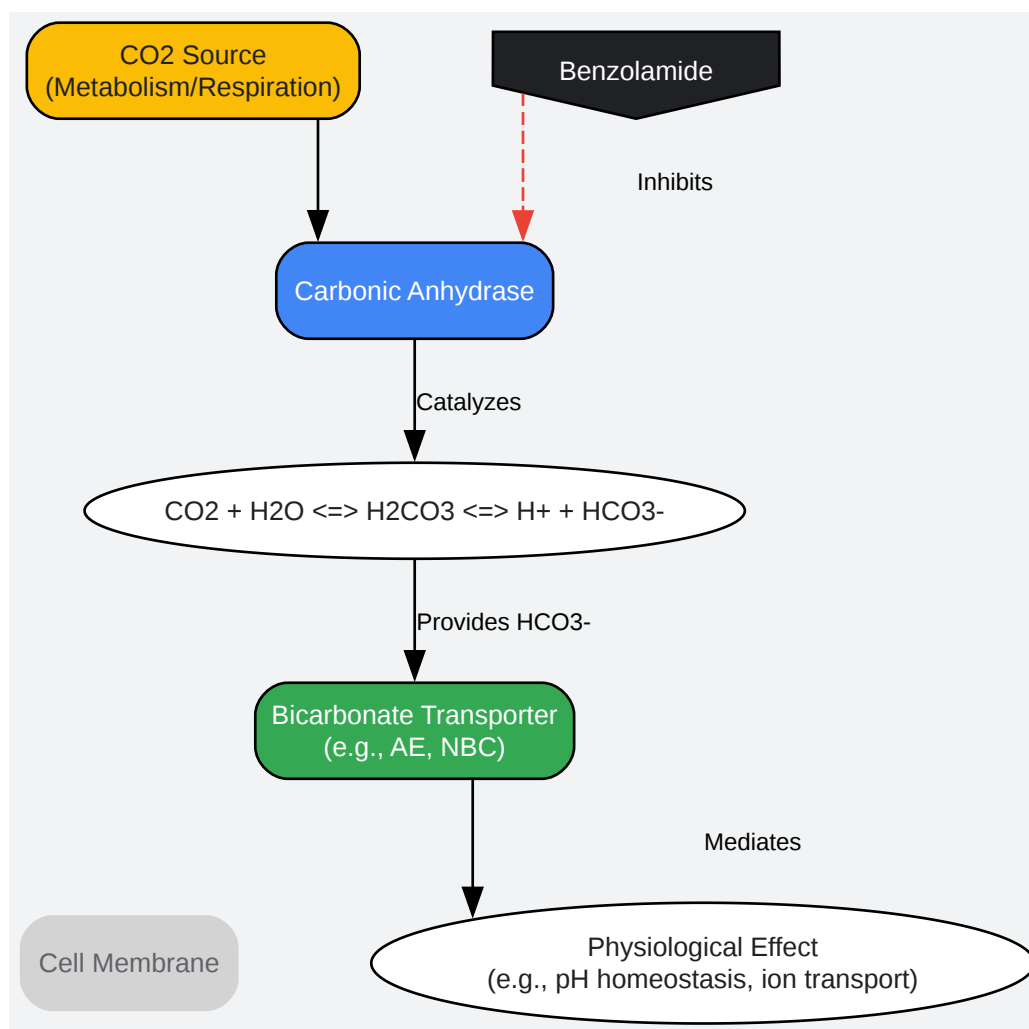 CO2 Source
(Metabolism/Respiration)
Benzolamide
Inhibits
Carbonic Anhydrase
Catalyzes
CO2 + H2O <=> H2CO3 <=> H+ + HCO3-
Provides HCO3-
Bicarbonate Transporter
(e.g., AE, NBC)
Mediates
Cell Membrane
Physiological Effect
(e.g., pH homeostasis, ion transport)